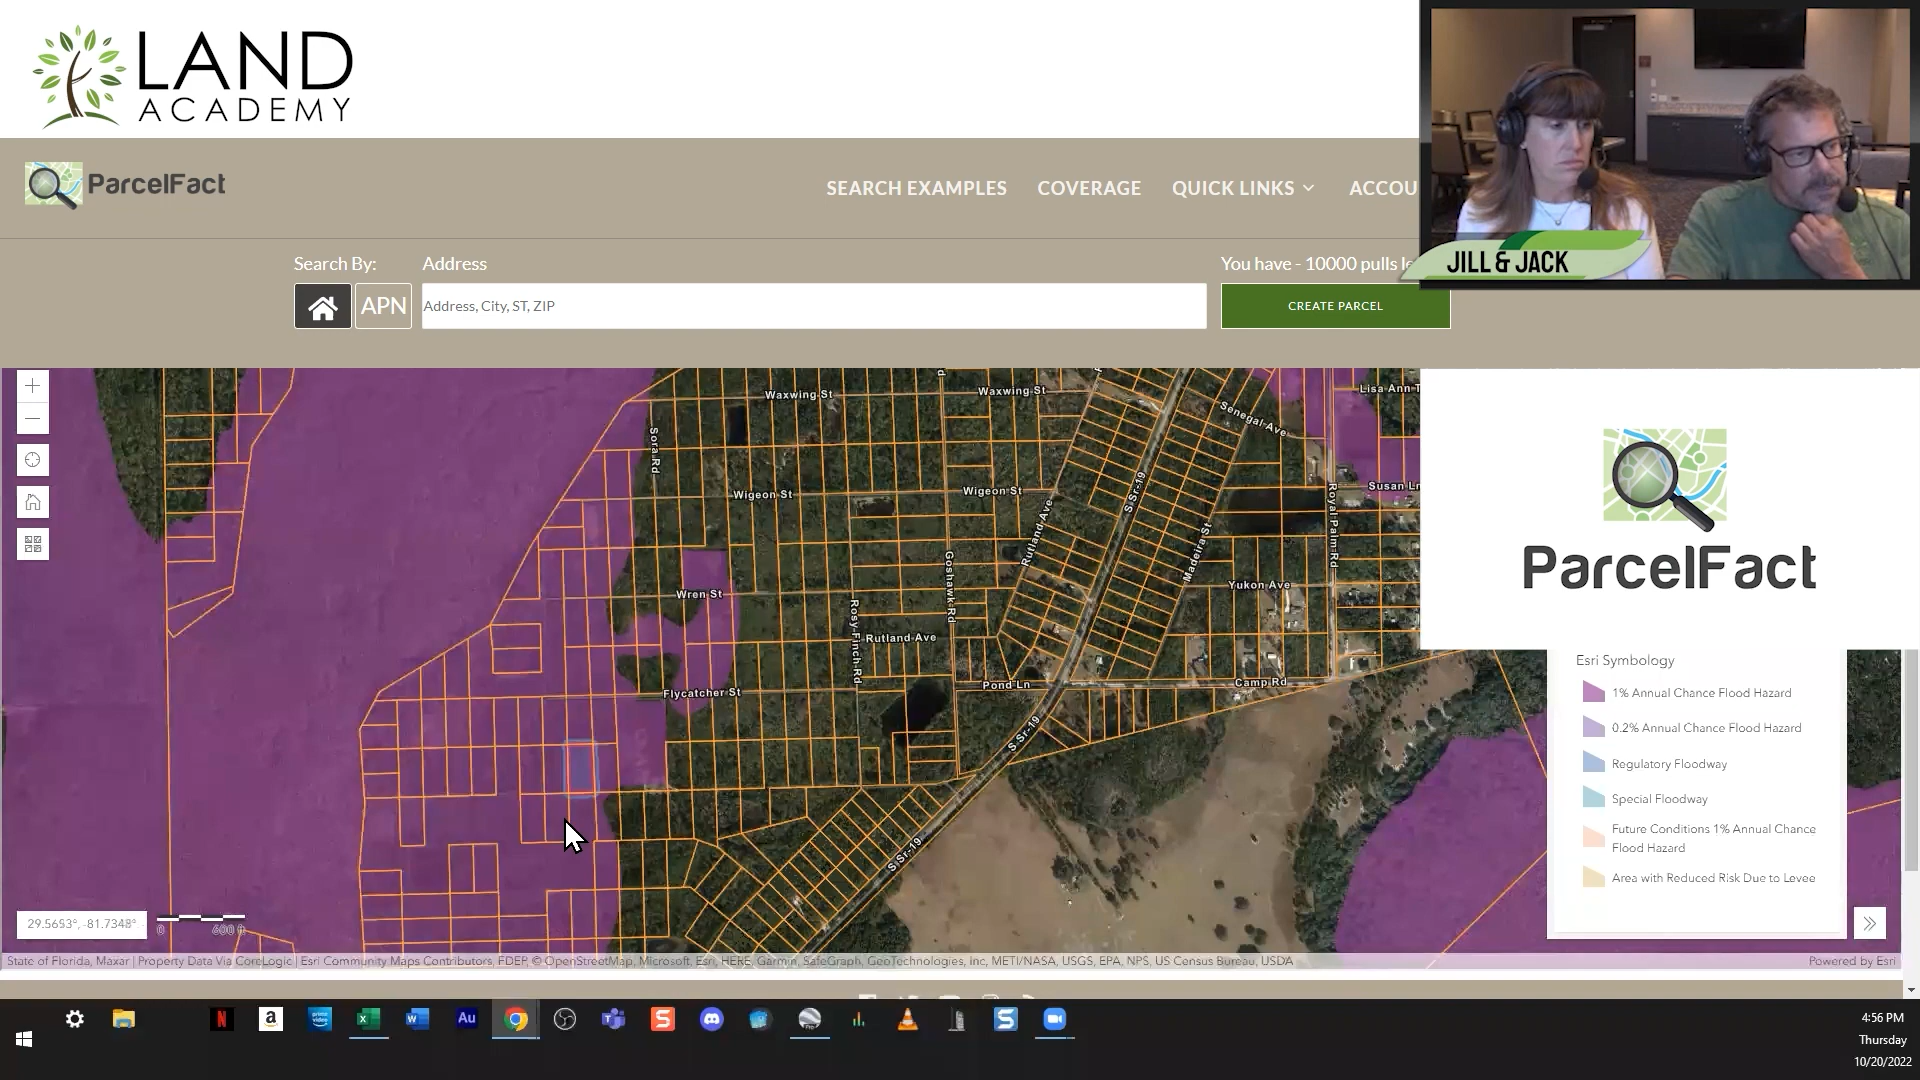 LAND
ACADEMY
ParcelFact
SEARCH EXAMPLES
COVERAGE
QUICK LINKS
ACCOU
JILL & JACK
Search By:
Address
You have - 10000 pulls le
APN
Address, City, ST, ZIP
CREATE PARCEL
Waxwing St
Waxwing St
Lisa Ann T
Senegal Ave
Sora Rd
Wigeon St
Wigeon St
Susan Ln
S Sr-19
Royal Palm Rd
Rutland Ave
Madeira St
Goshawk Rd
Wren St
Yukon Ave
Rosy Finch Rd
Rutland Ave
Flycatcher St
Pond Ln
Camp Rd
S Sr-19
S Sr-19
ParcelFact
Esri Symbology
1% Annual Chance Flood Hazard
0.2% Annual Chance Flood Hazard
Regulatory Floodway
Special Floodway
Future Conditions 1% Annual Chance
Flood Hazard
Area with Reduced Risk Due to Levee
29.5653°, -81.7348°
0
600 ft
State of Florida, Maxar | Property Data Via CoreLogic | Esri Community Maps Contributors, FDEP, © OpenStreetMap, Microsoft, Esri, HERE, Garmin, SafeGraph, GeoTechnologies, Inc, METI/NASA, USGS, EPA, NPS, US Census Bureau, USDA
Powered by Esri
4:56 PM
Thursday
10/20/2022